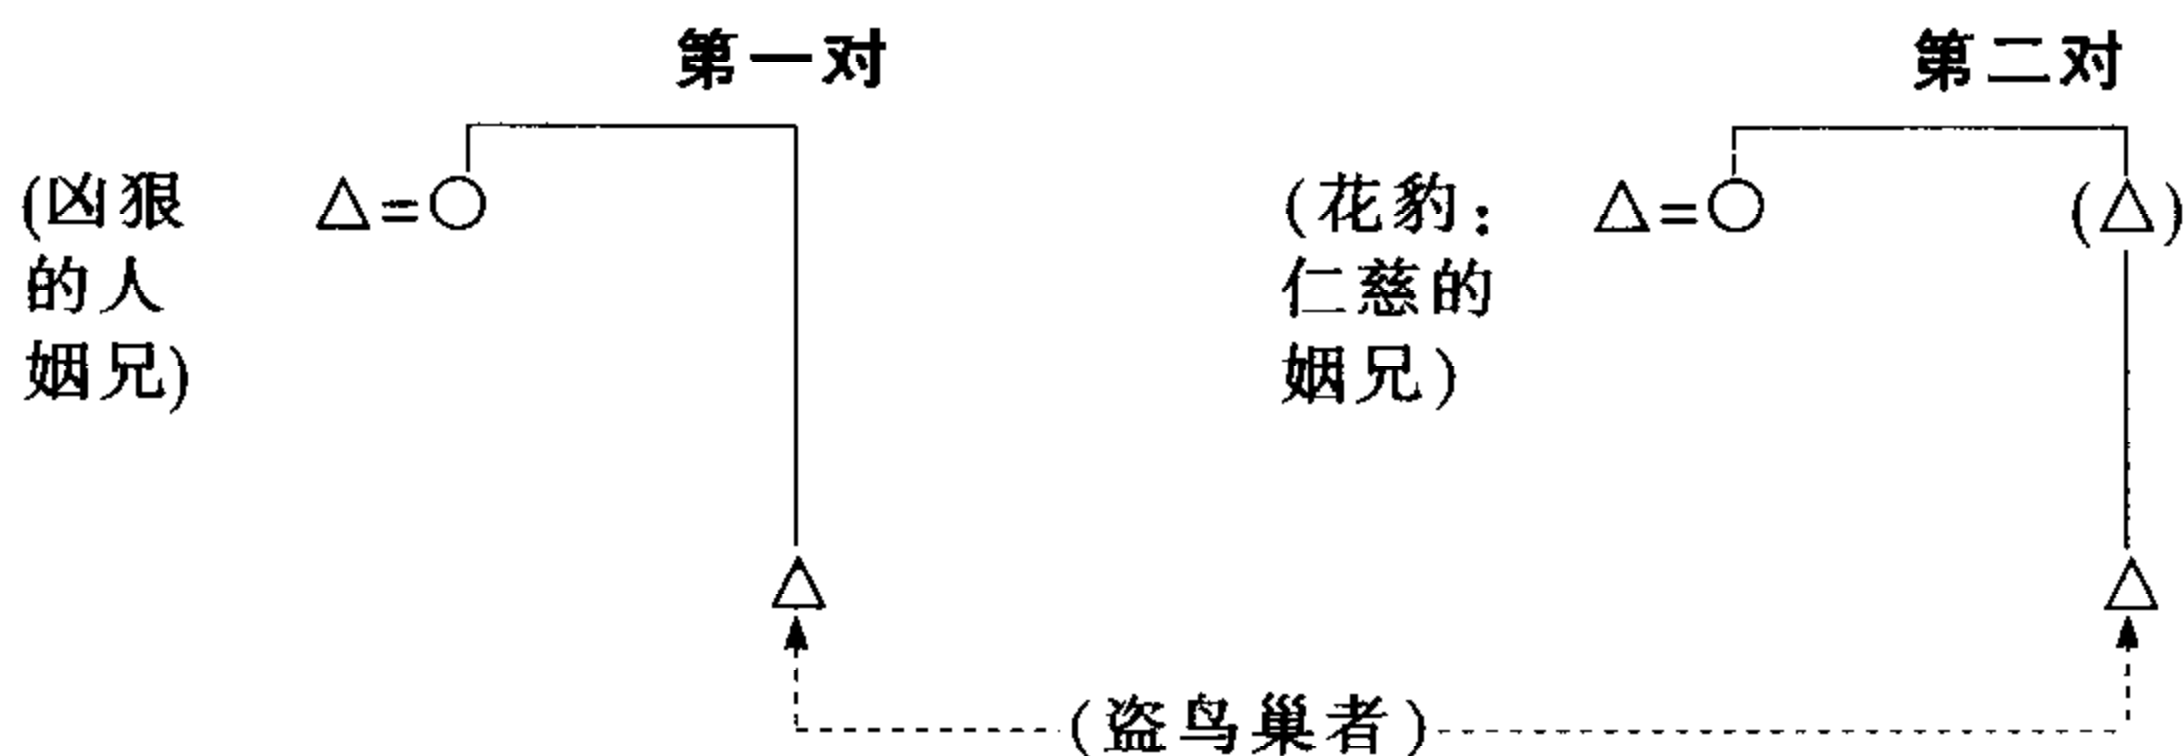 第一对
第二对
(凶狠
的人
姻兄)
(花豹：
仁慈的
姻兄)
(盗鸟巢者)